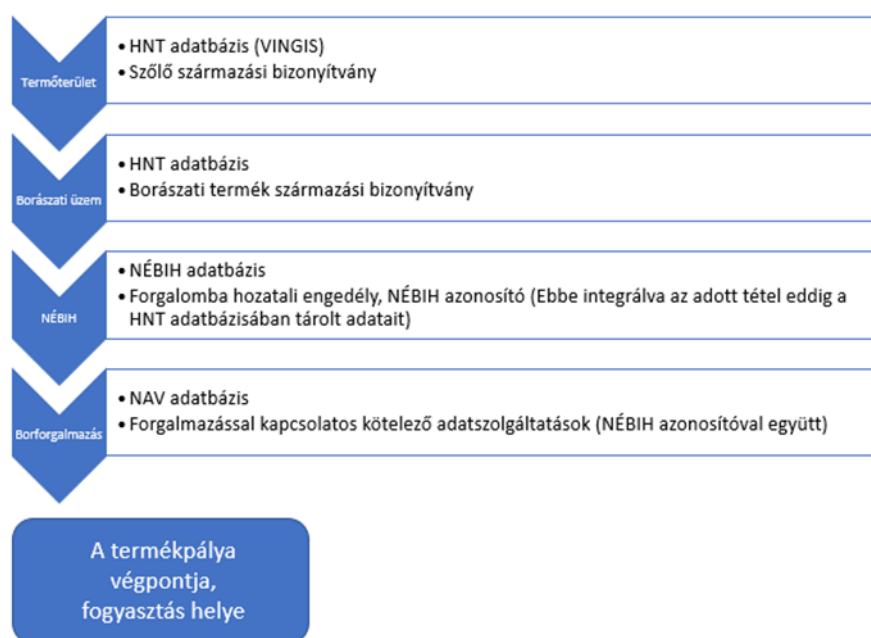 Termőterület
• HNT adatbázis (VINGIS)
• Szőlő származási bizonyítvány
Borászati üzem
• HNT adatbázis
• Borászati termék származási bizonyítvány
NÉBIH
• NÉBIH adatbázis
• Forgalomba hozatali engedély, NÉBIH azonosító (Ebbe integrálva az adott tétel eddig a
HNT adatbázisában tárolt adatait)
Borforgalmazás
• NAV adatbázis
• Forgalmazással kapcsolatos kötelező adatszolgáltatások (NÉBIH azonosítóval együtt)
A termékpálya
végpontja,
fogyasztás helye